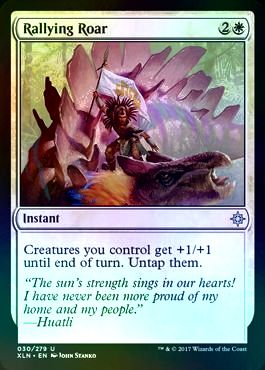 Rallying Roar 2
Instant
Creatures you control get +1/+1
until end of turn. Untap them.
"The sun's strength sings in our hearts!
I have never been more proud of my
home and my people."
—Huatli
030/279 U
XLN • EN John Stanko
™ & © 2017 Wizards of the Coast